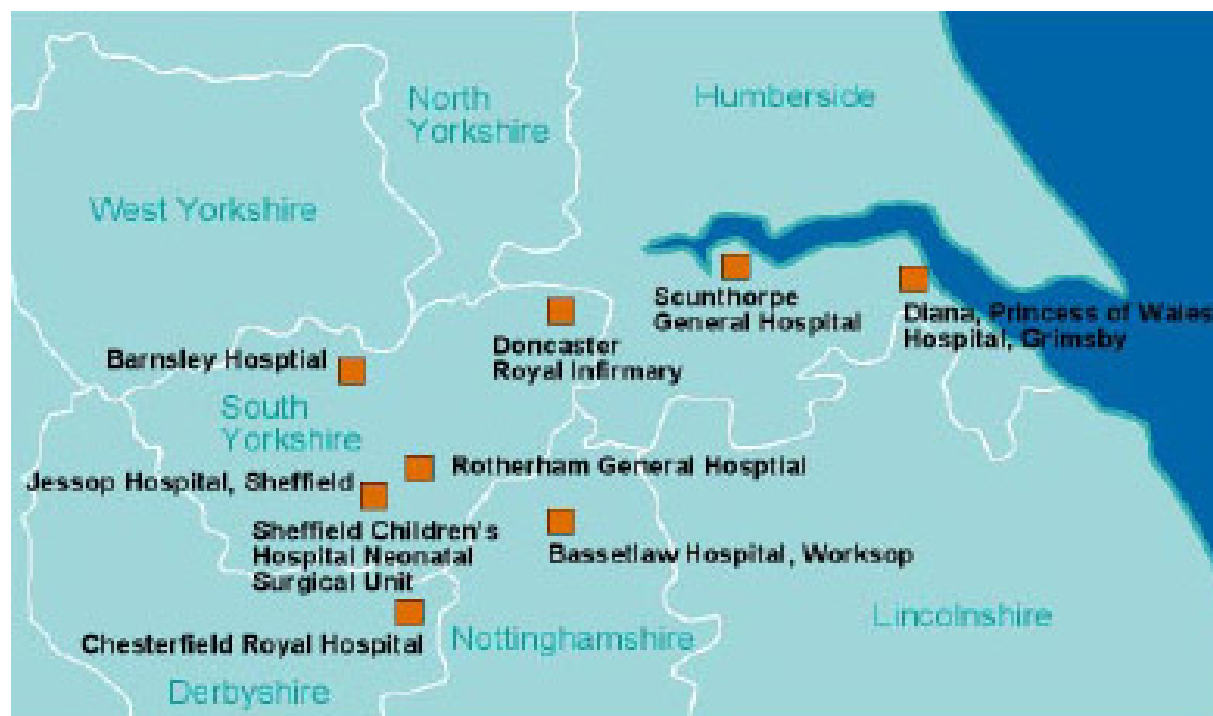 North
Yorkshire
Humberside
West Yorkshire
Scunthorpe
General Hospital
Diana, Princess of Wales
Hospital, Grimsby
Doncaster
Royal Infirmary
Barnsley Hosptial
South
Yorkshire
Rotherham General Hosptial
Jessop Hospital, Sheffield
Sheffield Children's
Hospital Neonatal
Surgical Unit
Bassetlaw Hospital, Worksop
Lincolnshire
Chesterfield Royal Hospital
Nottinghamshire
Derbyshire